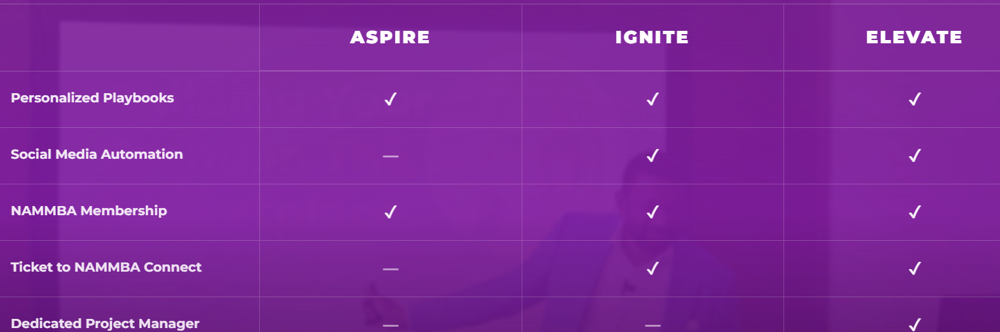 ASPIRE IGNITE ELEVATE
Personalized Playbooks ✓ ✓ ✓
Social Media Automation — ✓ ✓
NAMMBA Membership ✓ ✓ ✓
Ticket to NAMMBA Connect — ✓ ✓
Dedicated Project Manager — — ✓